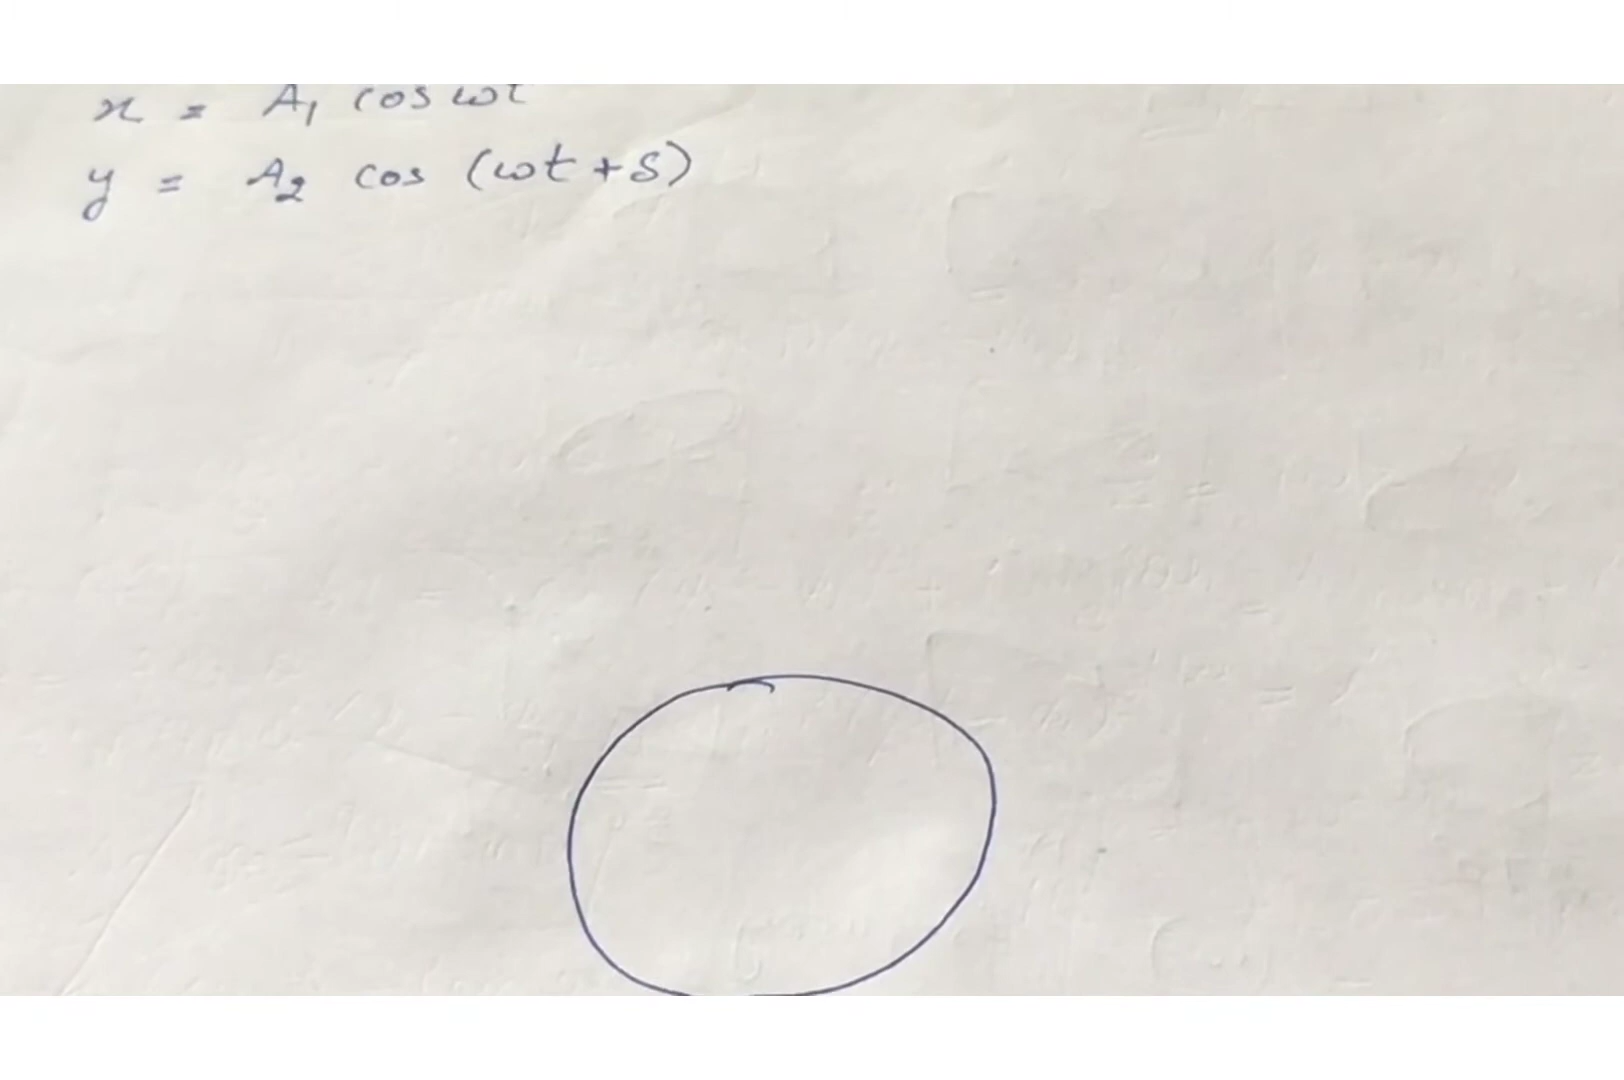 x = A₁ cos ωt
y = A₂ cos (ωt + δ)